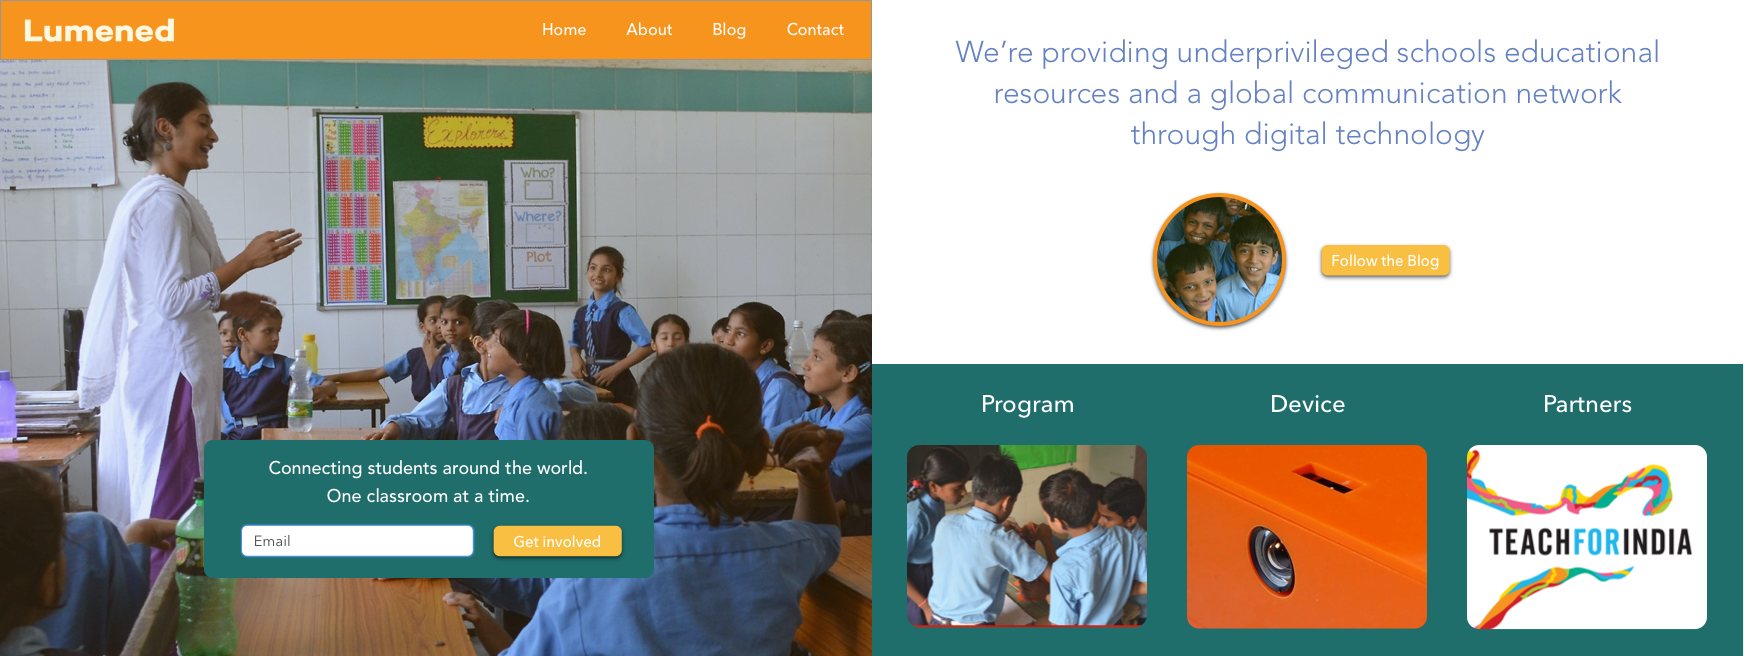 Lumened
Home
About
Blog
Contact
Explorers
Who?
Where?
Plot
Connecting students around the world.
One classroom at a time.
Email
Get involved
We're providing underprivileged schools educational
resources and a global communication network
through digital technology
Follow the Blog
Program
Device
Partners
TEACHFORINDIA